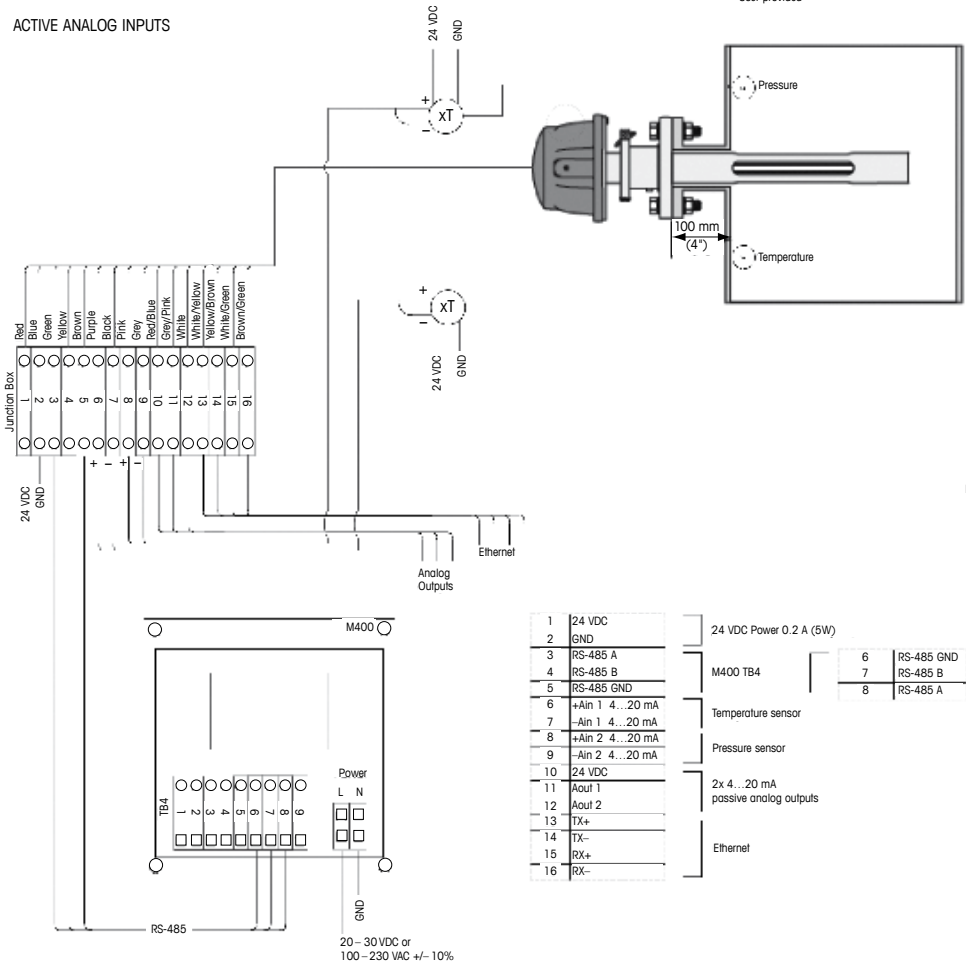 ACTIVE ANALOG INPUTS
24 VDC
GND
+
xT
–
Pressure
100 mm
(4")
Temperature
+
xT
–
24 VDC
GND
Junction Box
Red
Blue
Green
Yellow
Brown
Purple
Black
Pink
Grey
Red/Blue
Grey/Pink
White
White/Yellow
Yellow/Brown
White/Green
Brown/Green
1 2 3 4 5 6 7 8 9 10 11 12 13 14 15 16
+ – + –
24 VDC
GND
Ethernet
Analog
Outputs
M400
TB4
1 2 3 4 5 6 7 8 9
Power
L N
GND
RS-485
20 – 30 VDC or
100 – 230 VAC +/– 10%
1 24 VDC
2 GND
24 VDC Power 0.2 A (5W)
3 RS-485 A
4 RS-485 B
5 RS-485 GND
M400 TB4
6 RS-485 GND
7 RS-485 B
8 RS-485 A
6 +Ain 1 4...20 mA
7 –Ain 1 4...20 mA
Temperature sensor
8 +Ain 2 4...20 mA
9 –Ain 2 4...20 mA
Pressure sensor
10 24 VDC
11 Aout 1
12 Aout 2
2x 4...20 mA
passive analog outputs
13 TX+
14 TX–
15 RX+
16 RX–
Ethernet